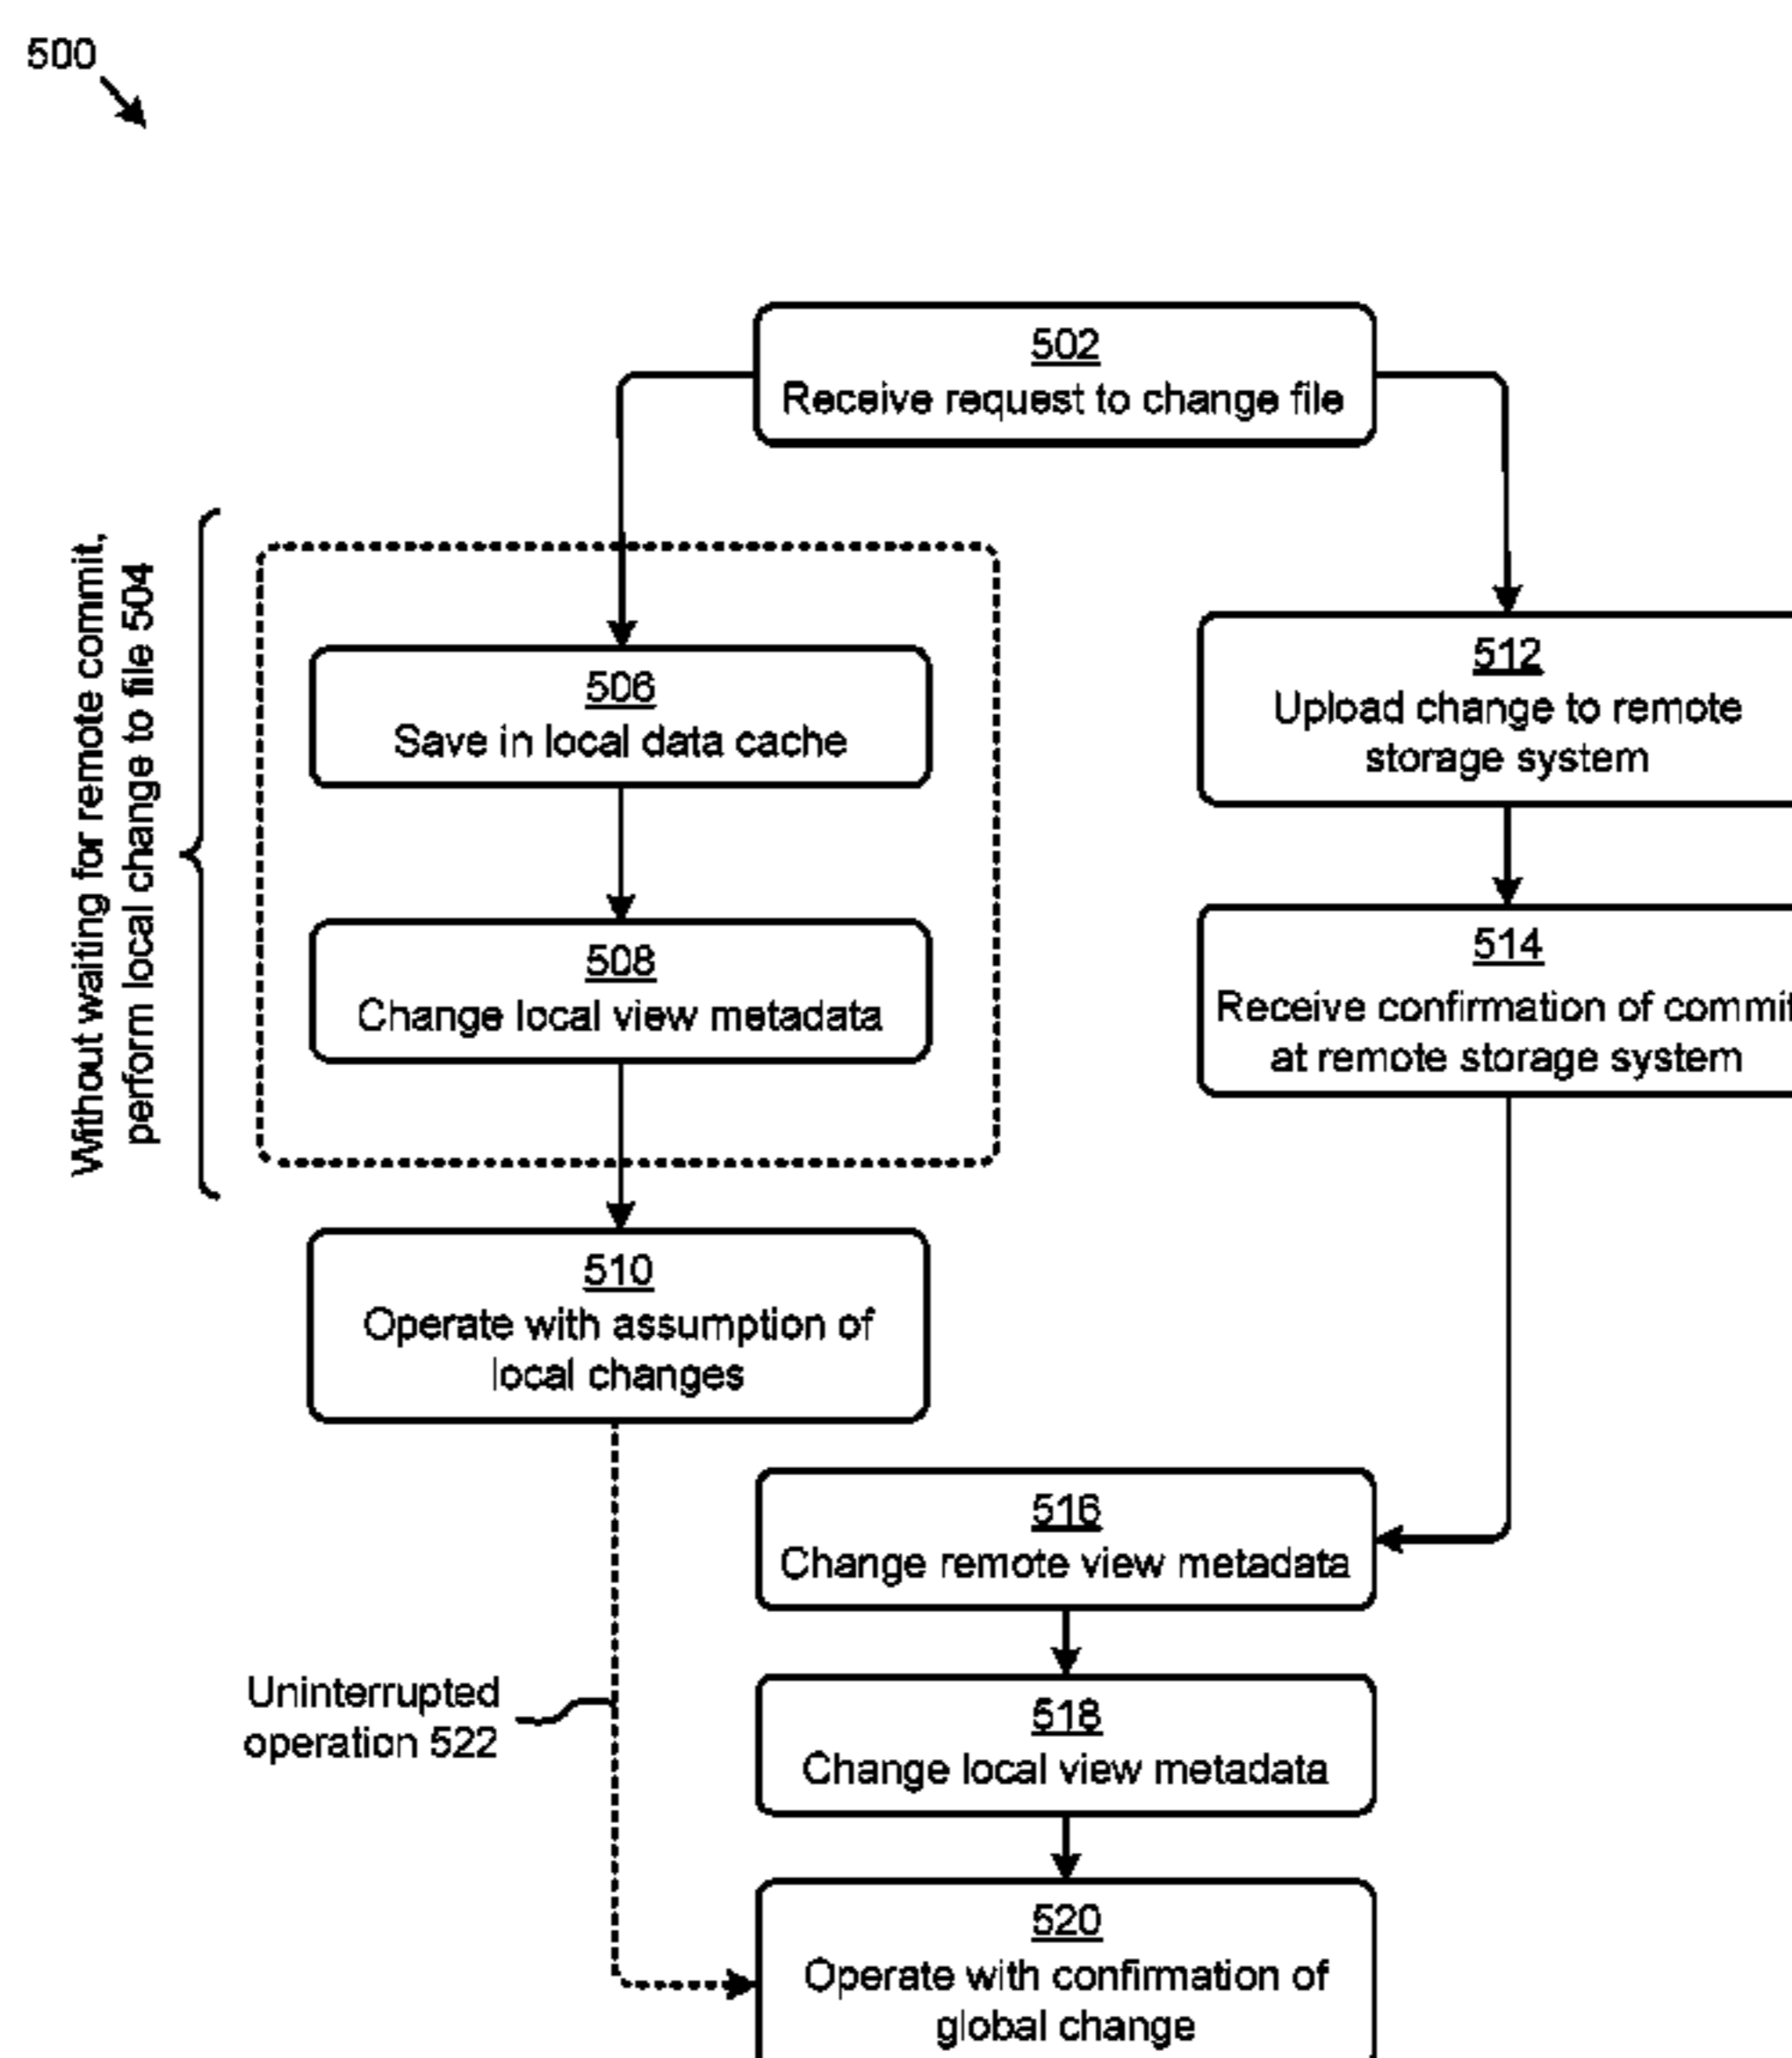 500
502
Receive request to change file
Without waiting for remote commit,
perform local change to file 504
506
Save in local data cache
508
Change local view metadata
510
Operate with assumption of
local changes
512
Upload change to remote
storage system
514
Receive confirmation of commit
at remote storage system
516
Change remote view metadata
518
Change local view metadata
Uninterrupted
operation 522
520
Operate with confirmation of
global change